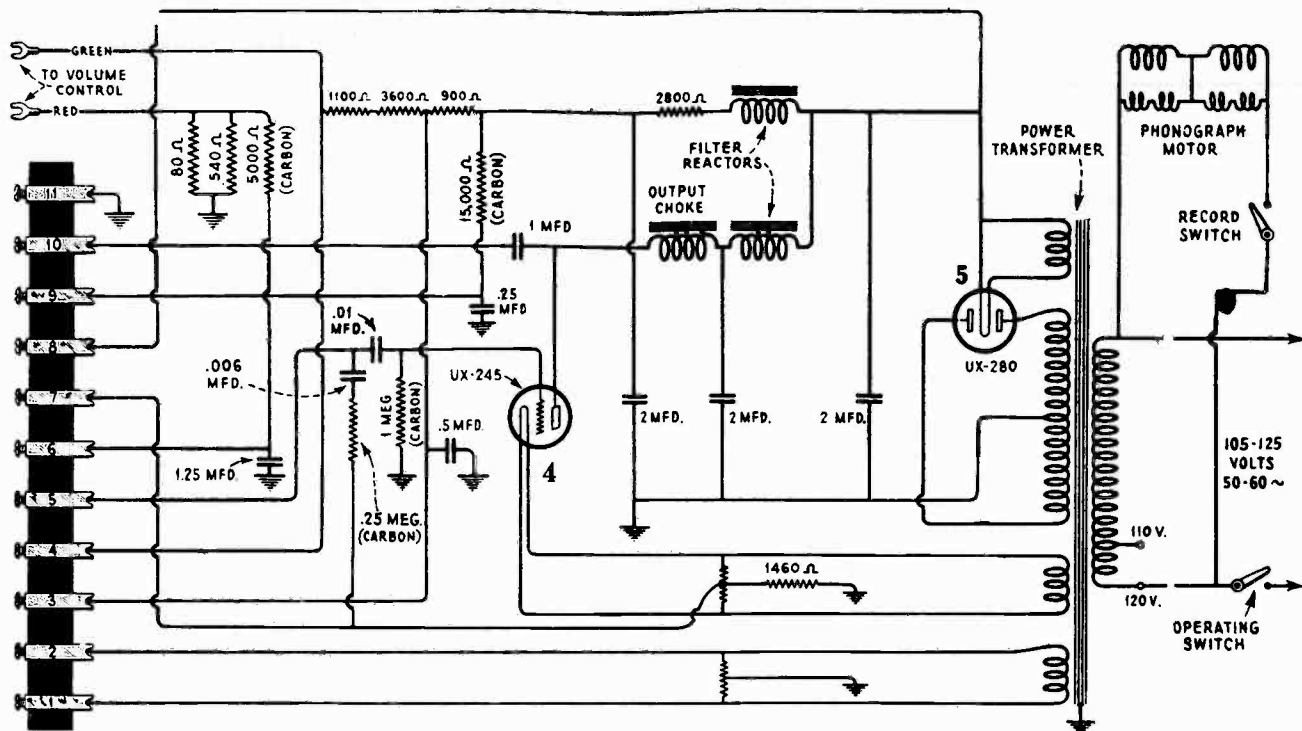 GREEN
TO VOLUME
CONTROL
RED
80 Ω
540 Ω
5000 Ω
(CARBON)
1100 Ω
3600 Ω
900 Ω
15,000 Ω
(CARBON)
2800 Ω
FILTER
REACTORS
OUTPUT
CHOKE
POWER
TRANSFORMER
PHONOGRAPH
MOTOR
RECORD
SWITCH
11
10
9
8
7
6
5
4
3
2
1
1 MFD
.25
MFD
.01
MFD.
.006
MFD.
1 MEG
(CARBON)
UX-245
4
.5 MFD.
1.25 MFD.
.25 MEG.
(CARBON)
2 MFD.
2 MFD.
2 MFD.
5
UX-280
105-125
VOLTS
50-60 ~
110 V.
120 V.
1460 Ω
OPERATING
SWITCH